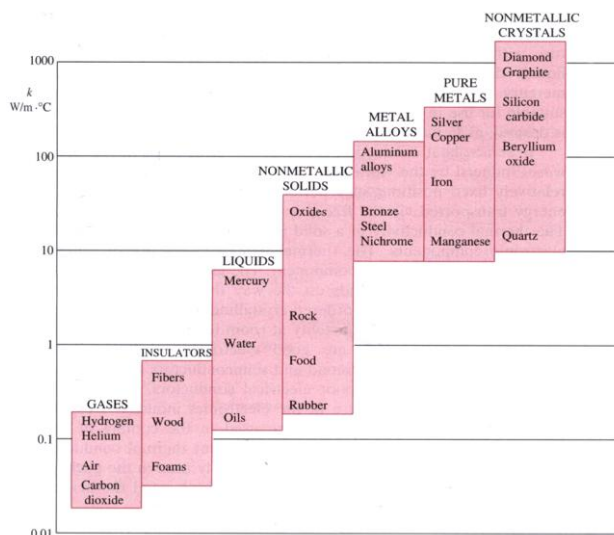 NONMETALLIC
CRYSTALS
1000
k
W/m · °C
100
10
1
0.1
0.01
Diamond
Graphite
Silicon
carbide
Beryllium
oxide
Quartz
PURE
METALS
Silver
Copper
Iron
Manganese
METAL
ALLOYS
Aluminum
alloys
Bronze
Steel
Nichrome
NONMETALLIC
SOLIDS
Oxides
Rock
Food
Rubber
LIQUIDS
Mercury
Water
Oils
INSULATORS
Fibers
Wood
Foams
GASES
Hydrogen
Helium
Air
Carbon
dioxide